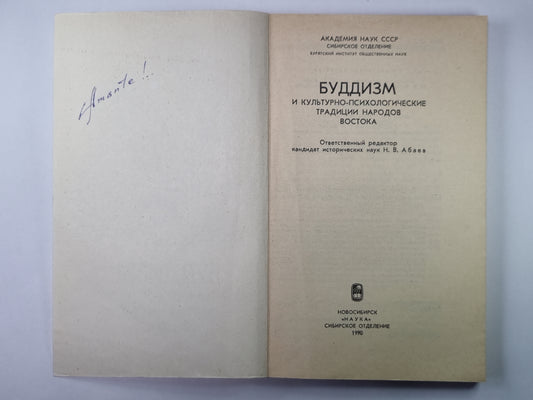 АКАДЕМИЯ НАУК СССР
СИБИРСКОЕ ОТДЕЛЕНИЕ
БУРЯТСКИЙ ИНСТИТУТ ОБЩЕСТВЕННЫХ НАУК
БУДДИЗМ
И КУЛЬТУРНО-ПСИХОЛОГИЧЕСКИЕ
ТРАДИЦИИ НАРОДОВ
ВОСТОКА
Ответственный редактор
кандидат исторических наук Н. В. Абаев
НОВОСИБИРСК
«НАУКА»
СИБИРСКОЕ ОТДЕЛЕНИЕ
1990